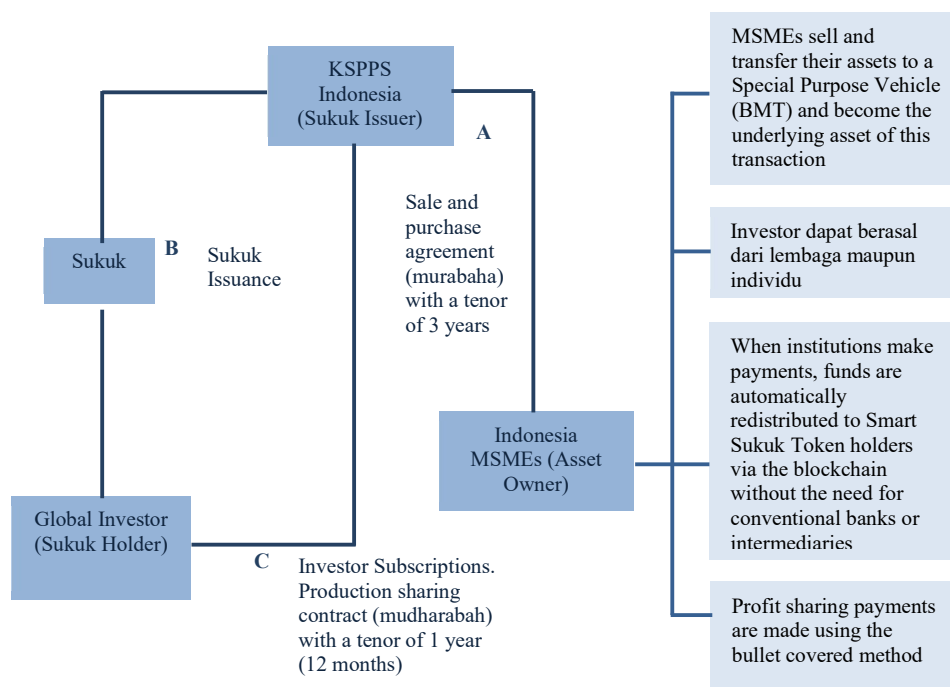 KSPPS
Indonesia
(Sukuk Issuer)
A
Sale and
purchase
agreement
(murabaha)
with a tenor
of 3 years
Sukuk
B
Sukuk
Issuance
Indonesia
MSMEs (Asset
Owner)
Global Investor
(Sukuk Holder)
C
Investor Subscriptions.
Production sharing
contract (mudharabah)
with a tenor of 1 year
(12 months)
MSMEs sell and
transfer their assets to a
Special Purpose Vehicle
(BMT) and become the
underlying asset of this
transaction
Investor dapat berasal
dari lembaga maupun
individu
When institutions make
payments, funds are
automatically
redistributed to Smart
Sukuk Token holders
via the blockchain
without the need for
conventional banks or
intermediaries
Profit sharing payments
are made using the
bullet covered method